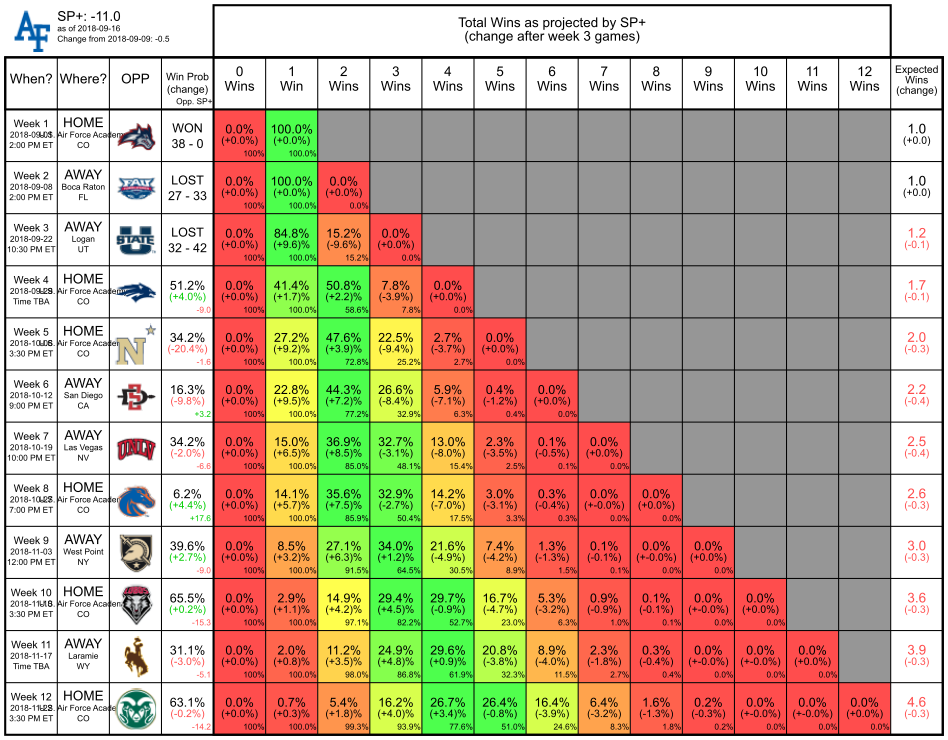 SP+: -11.0
as of 2018-09-16
Change from 2018-09-09: -0.5
Total Wins as projected by SP+
(change after week 3 games)
When? Where? OPP Win Prob (change) Opp. SP+ 0 Wins 1 Win 2 Wins 3 Wins 4 Wins 5 Wins 6 Wins 7 Wins 8 Wins 9 Wins 10 Wins 11 Wins 12 Wins Expected Wins (change)
Week 1 HOME WON 0.0% 100.0% 1.0
Air Force Academ 38 - 0 (+0.0%) (+0.0%) (+0.0)
2:00 PM ET CO 100% 100.0%
Week 2 AWAY LOST 0.0% 100.0% 0.0% 1.0
2018-09-08 Boca Raton FAU 27 - 33 (+0.0%) (+0.0%) (+0.0%) (+0.0)
2:00 PM ET FL 100% 100.0% 0.0%
Week 3 AWAY LOST 0.0% 84.8% 15.2% 0.0% 1.2
2018-09-22 Logan STATE 32 - 42 (+0.0%) (+9.6%) (-9.6%) (+0.0%) (-0.1)
10:30 PM ET UT 100% 100.0% 15.2% 0.0%
Week 4 HOME 51.2% 0.0% 41.4% 50.8% 7.8% 0.0% 1.7
Air Force Academ (+4.0%) (+0.0%) (+1.7)% (+2.2)% (-3.9%) (+0.0%) (-0.1)
Time TBA CO -9.0 100% 100.0% 58.6% 7.8% 0.0%
Week 5 HOME 34.2% 0.0% 27.2% 47.6% 22.5% 2.7% 0.0% 2.0
Air Force Academ N (-20.4%) (+0.0%) (+9.2)% (+3.9)% (-9.4%) (-3.7%) (+0.0%) (-0.3)
3:30 PM ET CO -1.6 100% 100.0% 72.8% 25.2% 2.7% 0.0%
Week 6 AWAY 16.3% 0.0% 22.8% 44.3% 26.6% 5.9% 0.4% 0.0% 2.2
2018-10-12 San Diego SD (-9.8%) (+0.0%) (+9.5)% (+7.2)% (-8.4%) (-7.1%) (-1.2%) (+0.0%) (-0.4)
9:00 PM ET CA +3.2 100% 100.0% 77.2% 32.9% 6.3% 0.4% 0.0%
Week 7 AWAY 34.2% 0.0% 15.0% 36.9% 32.7% 13.0% 2.3% 0.1% 0.0% 2.5
2018-10-19 Las Vegas UNLV (-2.0%) (+0.0%) (+6.5)% (+8.5)% (-3.1%) (-8.0%) (-3.5%) (-0.5%) (+0.0%) (-0.4)
10:00 PM ET NV -6.6 100% 100.0% 85.0% 48.1% 15.4% 2.5% 0.1% 0.0%
Week 8 HOME 6.2% 0.0% 14.1% 35.6% 32.9% 14.2% 3.0% 0.3% 0.0% 0.0% 2.6
Air Force Academ (+4.4%) (+0.0%) (+5.7)% (+7.5)% (-2.7%) (-7.0%) (-3.1%) (-0.4%) (+-0.0%) (+0.0%) (-0.3)
7:00 PM ET CO +17.6 100% 100.0% 85.9% 50.4% 17.5% 3.3% 0.3% 0.0% 0.0%
Week 9 AWAY 39.6% 0.0% 8.5% 27.1% 34.0% 21.6% 7.4% 1.3% 0.1% 0.0% 0.0% 3.0
2018-11-03 West Point (+2.7%) (+0.0%) (+3.2)% (+6.3)% (+1.2)% (-4.9%) (-4.2%) (-1.3%) (-0.1%) (+-0.0%) (+0.0%) (-0.3)
12:00 PM ET NY -9.0 100% 100.0% 91.5% 64.5% 30.5% 8.9% 1.5% 0.1% 0.0% 0.0%
Week 10 HOME 65.5% 0.0% 2.9% 14.9% 29.4% 29.7% 16.7% 5.3% 0.9% 0.1% 0.0% 0.0% 3.6
Air Force Academ (+0.2%) (+0.0%) (+1.1)% (+4.2)% (+4.5)% (-0.9%) (-4.7%) (-3.2%) (-0.9%) (-0.1%) (+-0.0%) (+0.0%) (-0.3)
3:30 PM ET CO -15.3 100% 100.0% 97.1% 82.2% 52.7% 23.0% 6.3% 1.0% 0.1% 0.0% 0.0%
Week 11 AWAY 31.1% 0.0% 2.0% 11.2% 24.9% 29.6% 20.8% 8.9% 2.3% 0.3% 0.0% 0.0% 0.0% 3.9
2018-11-17 Laramie (-3.0%) (+0.0%) (+0.8)% (+3.5)% (+4.8)% (+0.9)% (-3.8%) (-4.0%) (-1.8%) (-0.4%) (-0.0%) (+-0.0%) (+0.0%) (-0.3)
Time TBA WY -5.1 100% 100.0% 98.0% 86.8% 61.9% 32.3% 11.5% 2.7% 0.4% 0.0% 0.0% 0.0%
Week 12 HOME 63.1% 0.0% 0.7% 5.4% 16.2% 26.7% 26.4% 16.4% 6.4% 1.6% 0.2% 0.0% 0.0% 0.0% 4.6
Air Force Academ (-0.2%) (+0.0%) (+0.3)% (+1.8)% (+4.0)% (+3.4)% (-0.8%) (-3.9%) (-3.2%) (-1.3%) (-0.3%) (-0.0%) (+-0.0%) (+0.0%) (-0.3)
3:30 PM ET CO -14.2 100% 100.0% 99.3% 93.9% 77.6% 51.0% 24.6% 8.3% 1.8% 0.2% 0.0% 0.0% 0.0%